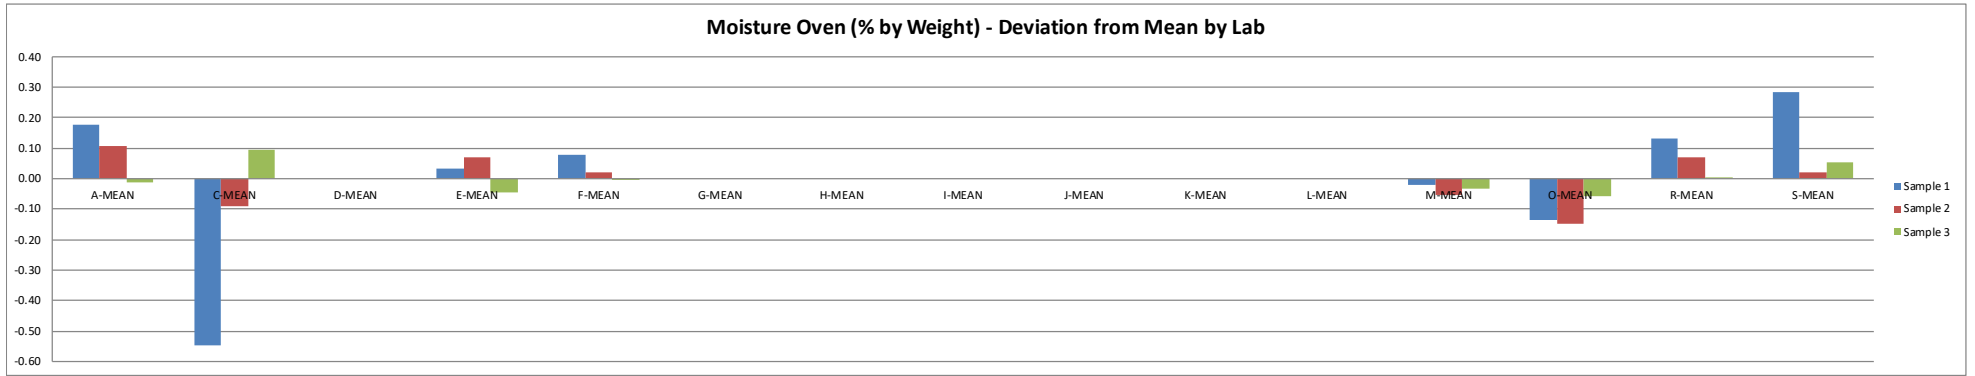 Moisture Oven (% by Weight) - Deviation from Mean by Lab
0.40
0.30
0.20
0.10
0.00
-0.10
-0.20
-0.30
-0.40
-0.50
-0.60
A-MEAN C-MEAN D-MEAN E-MEAN F-MEAN G-MEAN H-MEAN I-MEAN J-MEAN K-MEAN L-MEAN M-MEAN O-MEAN R-MEAN S-MEAN
Sample 1
Sample 2
Sample 3